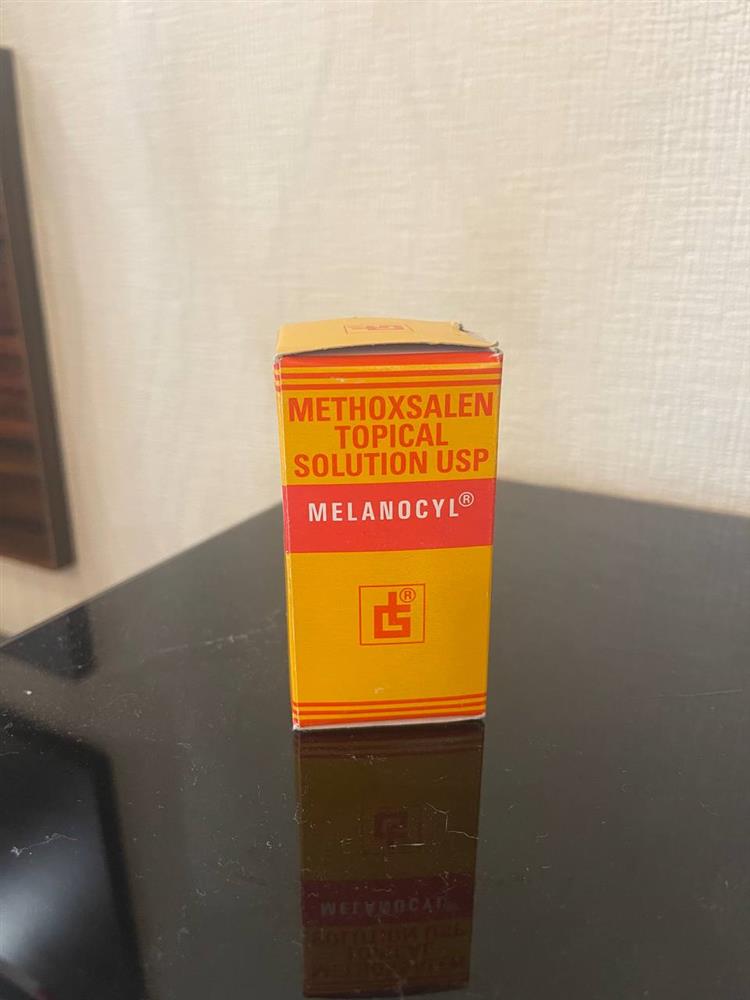 METHOXSALEN
TOPICAL
SOLUTION USP
MELANOCYL®
®